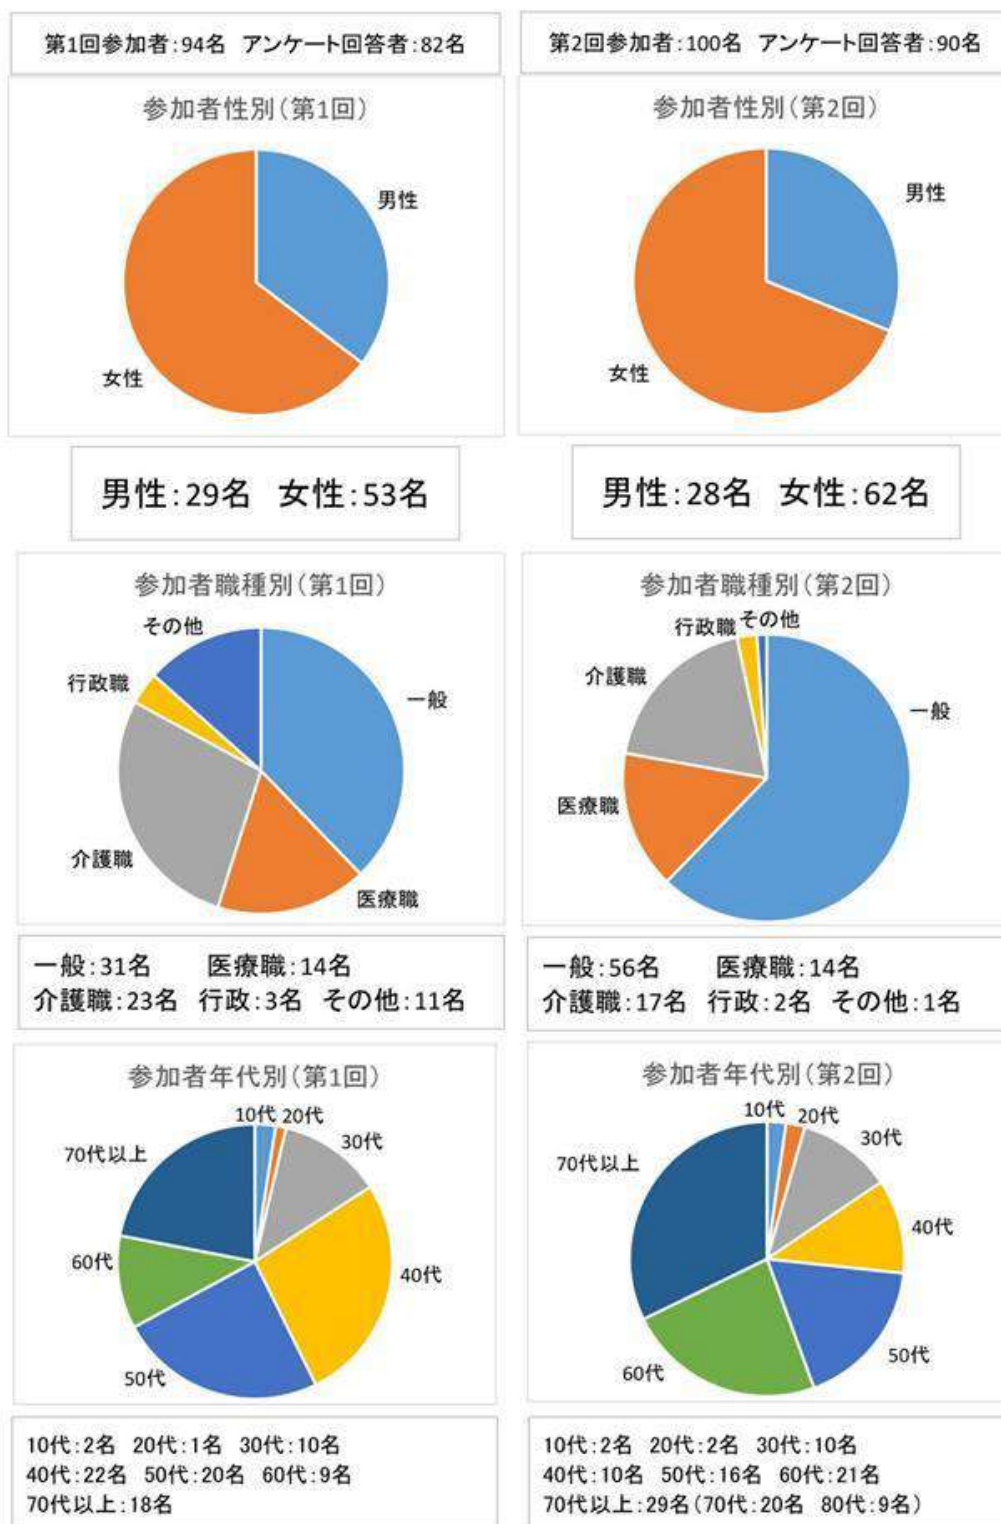 第1回参加者:94名 アンケート回答者:82名
参加者性別(第1回)
男性
女性
男性:29名 女性:53名
参加者職種別(第1回)
その他
行政職
一般
介護職
医療職
一般:31名 医療職:14名
介護職:23名 行政:3名 その他:11名
参加者年代別(第1回)
10代 20代
30代
70代以上
60代
40代
50代
10代:2名 20代:1名 30代:10名
40代:22名 50代:20名 60代:9名
70代以上:18名
第2回参加者:100名 アンケート回答者:90名
参加者性別(第2回)
男性
女性
男性:28名 女性:62名
参加者職種別(第2回)
行政職 その他
介護職
一般
医療職
一般:56名 医療職:14名
介護職:17名 行政:2名 その他:1名
参加者年代別(第2回)
10代 20代
30代
70代以上
40代
50代
60代
10代:2名 20代:2名 30代:10名
40代:10名 50代:16名 60代:21名
70代以上:29名(70代:20名 80代:9名)